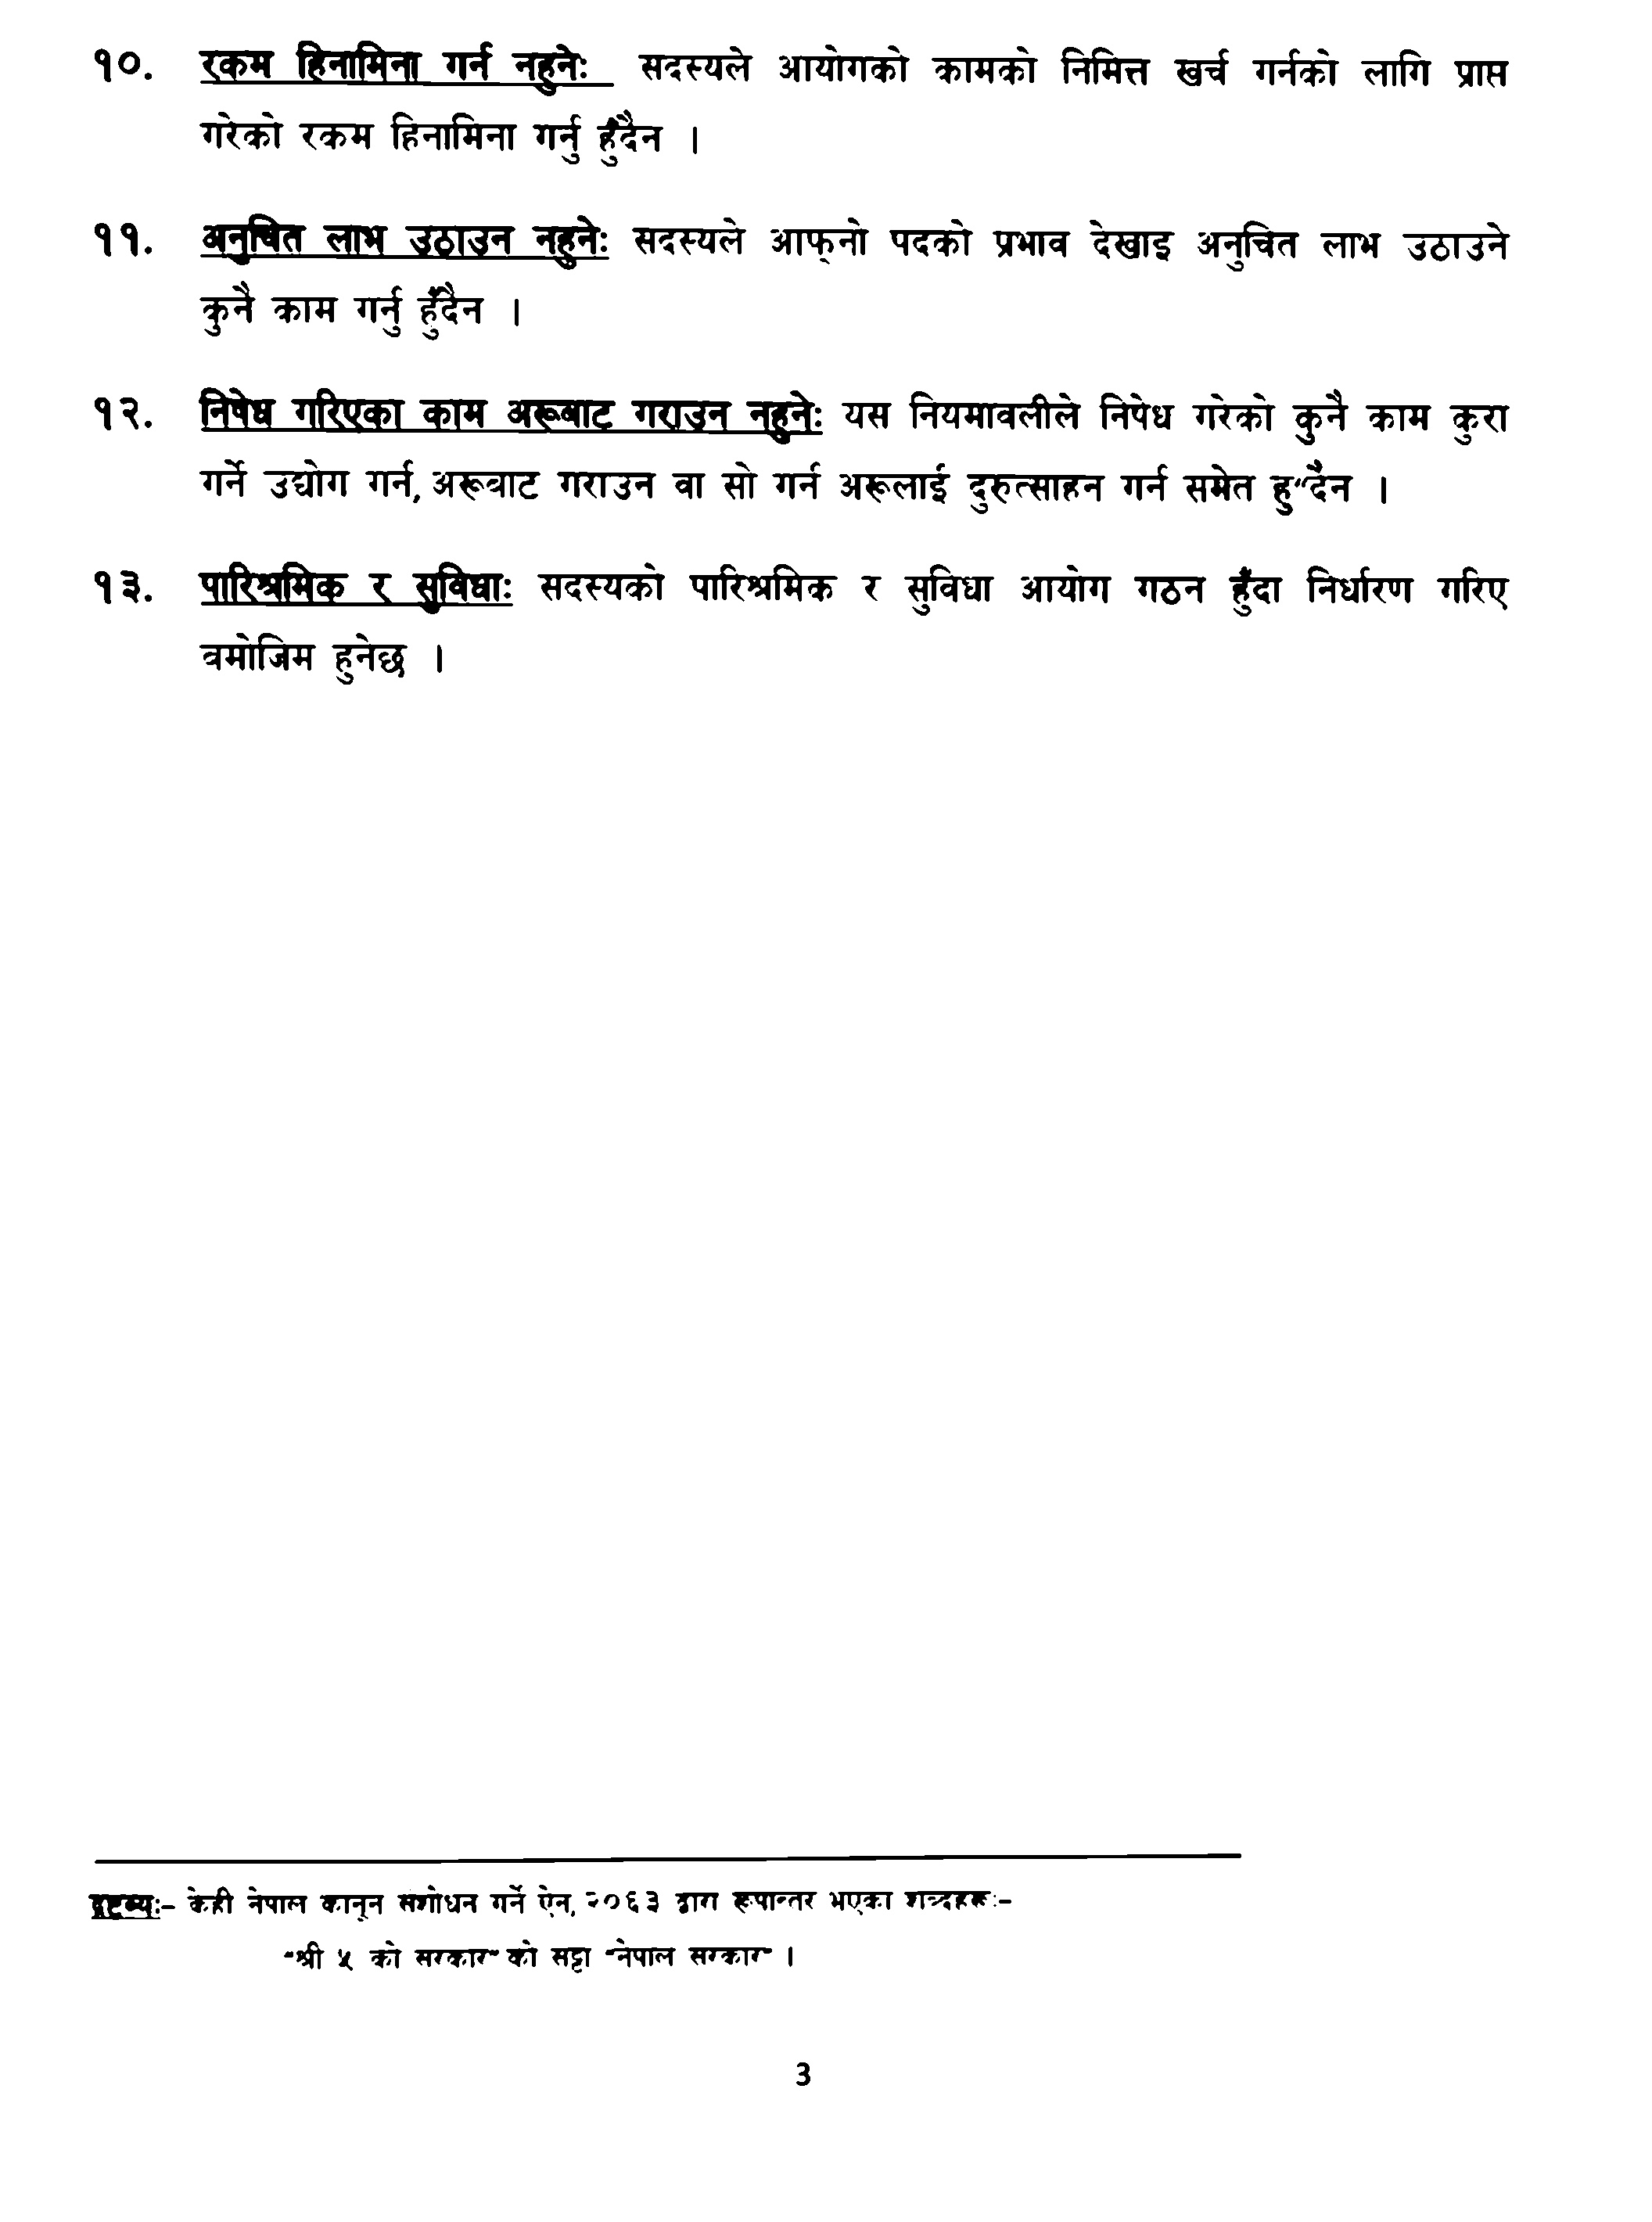 १०. रकम हिनामिना गर्न नहुनेः सदस्यले आयोगको कामको निमित्त खर्च गर्नको लागि प्राप्त
गरेको रकम हिनामिना गर्नु हुँदैन ।
११. अनुचित लाभ उठाउन नहुनेः सदस्यले आफ्‌नो पदको प्रभाव देखाइ अनुचित लाभ उठाउने
कुनै काम गर्नु हुँदैन ।
१२. निषेध गरिएका काम अरूबाट गराउन नहुनेः यस नियमावलीले निषेध गरेको कुनै काम कुरा
गर्ने उद्योग गर्न, अरूबाट गराउन वा सो गर्न अरूलाई दुरुत्साहन गर्न समेत हु“दैन ।
१३. पारिश्रमिक र सुविधाः सदस्यको पारिश्रमिक र सुविधा आयोग गठन हुँदा निर्धारण गरिए
बमोजिम हुनेछ ।
द्रष्टव्यः– केही नेपाल कानून संशोधन गर्ने ऐन, २०६३ द्वारा रूपान्तर भएका शब्दहरूः–
"श्री ५ को सरकार" को सट्टा "नेपाल सरकार" ।
3